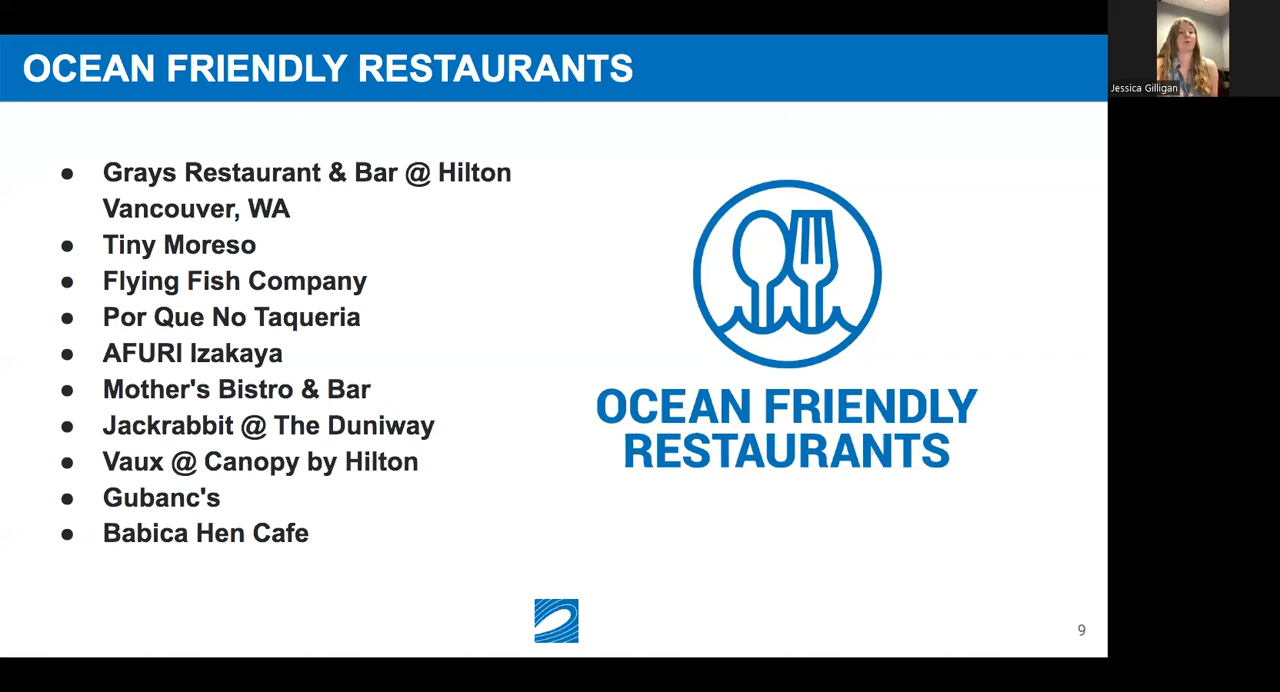 OCEAN FRIENDLY RESTAURANTS
Jessica Gilligan
● Grays Restaurant & Bar @ Hilton
Vancouver, WA
● Tiny Moreso
● Flying Fish Company
● Por Que No Taqueria
● AFURI Izakaya
● Mother's Bistro & Bar
● Jackrabbit @ The Duniway
● Vaux @ Canopy by Hilton
● Gubanc's
● Babica Hen Cafe
OCEAN FRIENDLY
RESTAURANTS
9